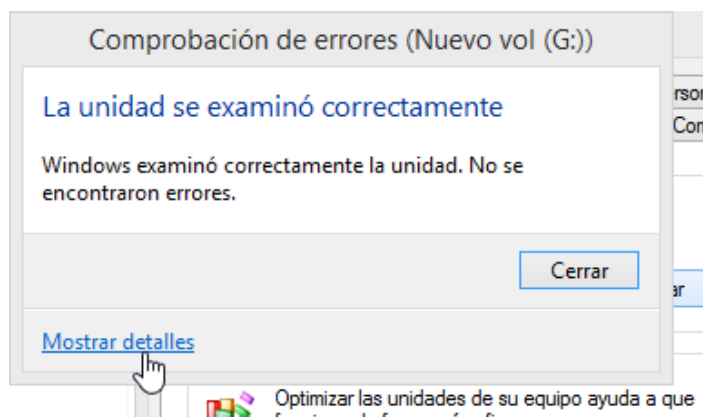 Comprobación de errores (Nuevo vol (G:))
La unidad se examinó correctamente
Windows examinó correctamente la unidad. No se
encontraron errores.
Cerrar
Mostrar detalles
Optimizar las unidades de su equipo ayuda a que